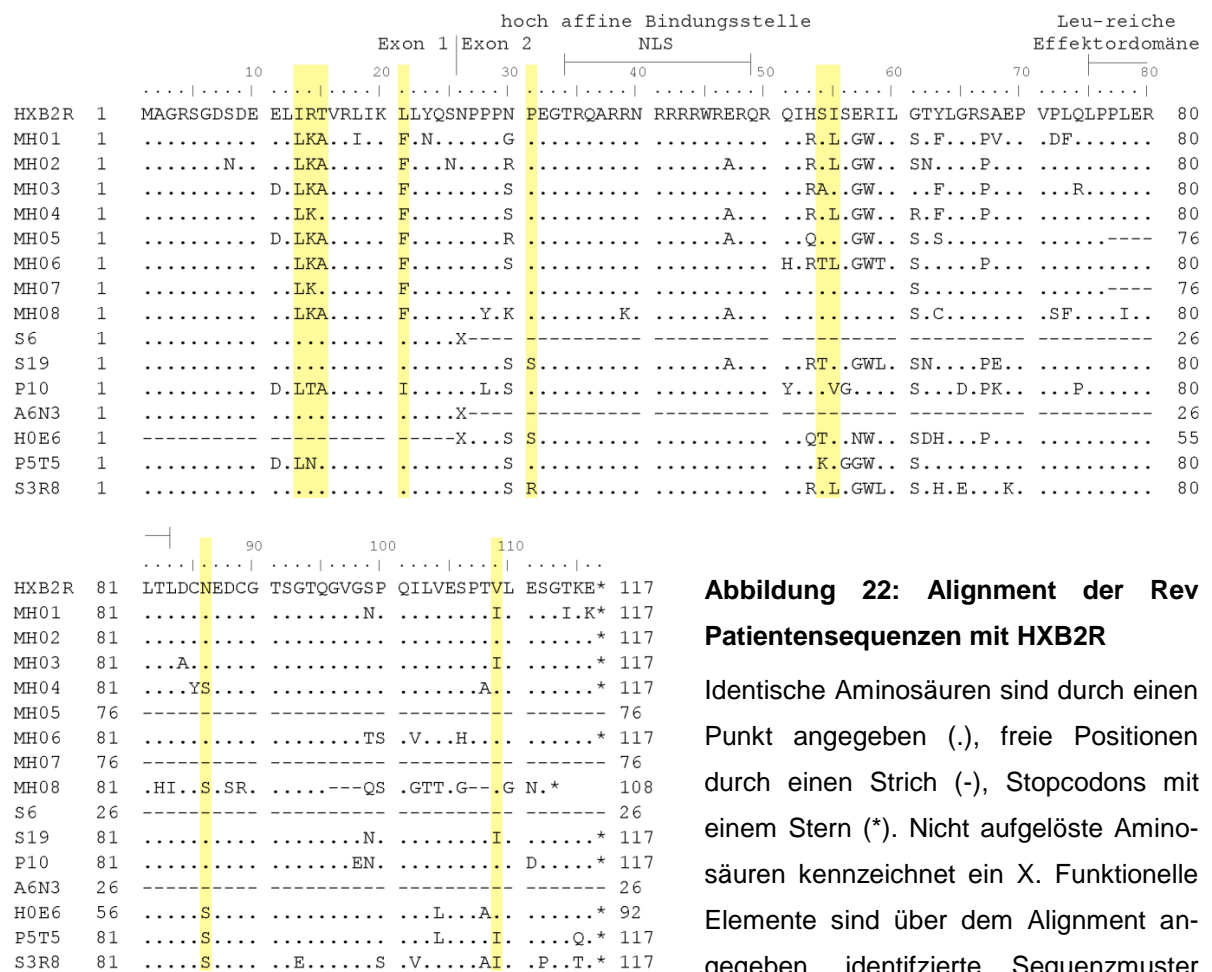 hoch affine Bindungsstelle Leu-reiche
Exon 1 Exon 2 NLS Effektordomäne
10 20 30 40 50 60 70 80
HXB2R 1 MAGRSGDSDE ELIRTVRLIK LLYQSNPPPN PEGTRQARRN RRRRWRERQR QIHSISERIL GTYLGRSAEP VPLQLPPLER 80
MH01 1 .......... ..LKA..I.. F.N......G .......... .......... ..R.L.GW.. S.F...PV.. .DF....... 80
MH02 1 .......N.. ..LKA..... F...N....R .......... .......A... ..R.L.GW.. SN....P... .......... 80
MH03 1 .......... D.LKA..... F........S .......... .......... ..RA..GW.. ..F...P... ...R...... 80
MH04 1 .......... ..LK...... F........S .......... .......A... ..R.L.GW.. R.F...P... .......... 80
MH05 1 .......... D.LKA..... F........R .......... .......A... ..Q...GW.. S.S....... ......---- 76
MH06 1 .......... ..LKA..... F........S .......... .......... H.RTL.GWT. S.....P... .......... 80
MH07 1 .......... ..LK...... F......... .......... .......... .......... S......... ......---- 76
MH08 1 .......... ..LKA..... F......Y.K ........K. .......A... .......... S.C....... .SF....I.. 80
S6 1 .......... .......... .....X---- ---------- ---------- ---------- ---------- ---------- 26
S19 1 .......... .......... .........S S......... .......A... ..RT..GWL. SN....PE.. .......... 80
P10 1 .......... D.LTA..... I......L.S .......... .......... Y...VG.... S...D.PK.. ...P...... 80
A6N3 1 .......... .......... .....X---- ---------- ---------- ---------- ---------- ---------- 26
H0E6 1 ---------- ---------- -----X...S S......... .......... ..QT..NW.. SDH...P... .......... 55
P5T5 1 .......... D.LN...... .........S .......... .......... ...K.GGW.. S......... .......... 80
S3R8 1 .......... .......... .........S R......... .......... ..R.L.GWL. S.H.E...K. .......... 80
90 100 110
HXB2R 81 LTLDCNEDCG TSGTQGVGSP QILVESPTVL ESGTKE* 117
MH01 81 .......... ........N. ........I. ...I.K* 117
MH02 81 .......... .......... .......... ......* 117
MH03 81 ...A...... .......... ........I. ......* 117
MH04 81 ....YS.... .......... .......A.. ......* 117
MH05 76 ---------- ---------- ---------- ------- 76
MH06 81 .......... ........TS .V...H.... ......* 117
MH07 76 ---------- ---------- ---------- ------- 76
MH08 81 .HI..S.SR. ......---QS .GTT.G--.G N.* 108
S6 26 ---------- ---------- ---------- ------- 26
S19 81 .......... ........N. ........I. ......* 117
P10 81 .......... .......EN. .......... D.....* 117
A6N3 26 ---------- ---------- ---------- ------- 26
H0E6 56 .....S.... .......... ...L...A.. ......* 92
P5T5 81 .....S.... .......... ...L....I. ....Q.* 117
S3R8 81 .....S.... ..E......S .V.....AI. .P..T.* 117
Abbildung 22: Alignment der Rev
Patientensequenzen mit HXB2R
Identische Aminosäuren sind durch einen
Punkt angegeben (.), freie Positionen
durch einen Strich (-), Stopcodons mit
einem Stern (*). Nicht aufgelöste Amino-
säuren kennzeichnet ein X. Funktionelle
Elemente sind über dem Alignment an-
gegeben, identifzierte Sequenzmuster